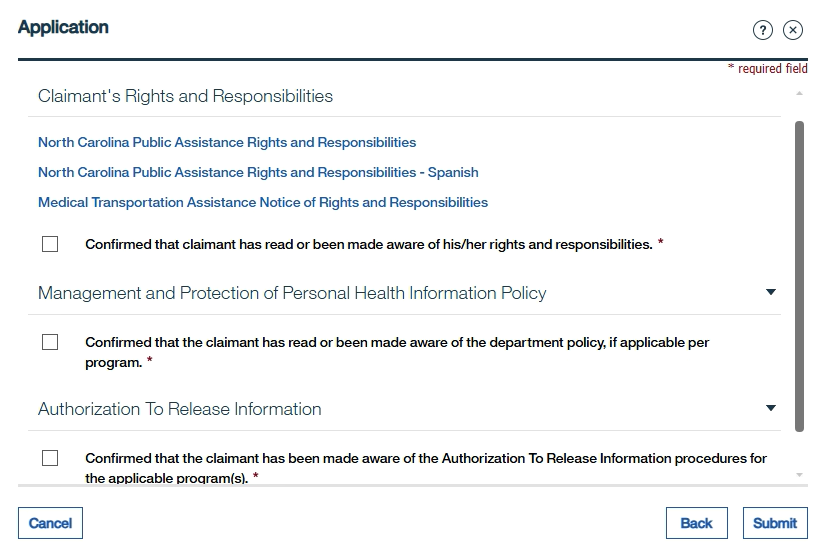 Application
?
* required field
Claimant's Rights and Responsibilities
North Carolina Public Assistance Rights and Responsibilities
North Carolina Public Assistance Rights and Responsibilities - Spanish
Medical Transportation Assistance Notice of Rights and Responsibilities
Confirmed that claimant has read or been made aware of his/her rights and responsibilities. *
Management and Protection of Personal Health Information Policy
Confirmed that the claimant has read or been made aware of the department policy, if applicable per
program. *
Authorization To Release Information
Confirmed that the claimant has been made aware of the Authorization To Release Information procedures for
the applicable program(s). *
Cancel
Back
Submit